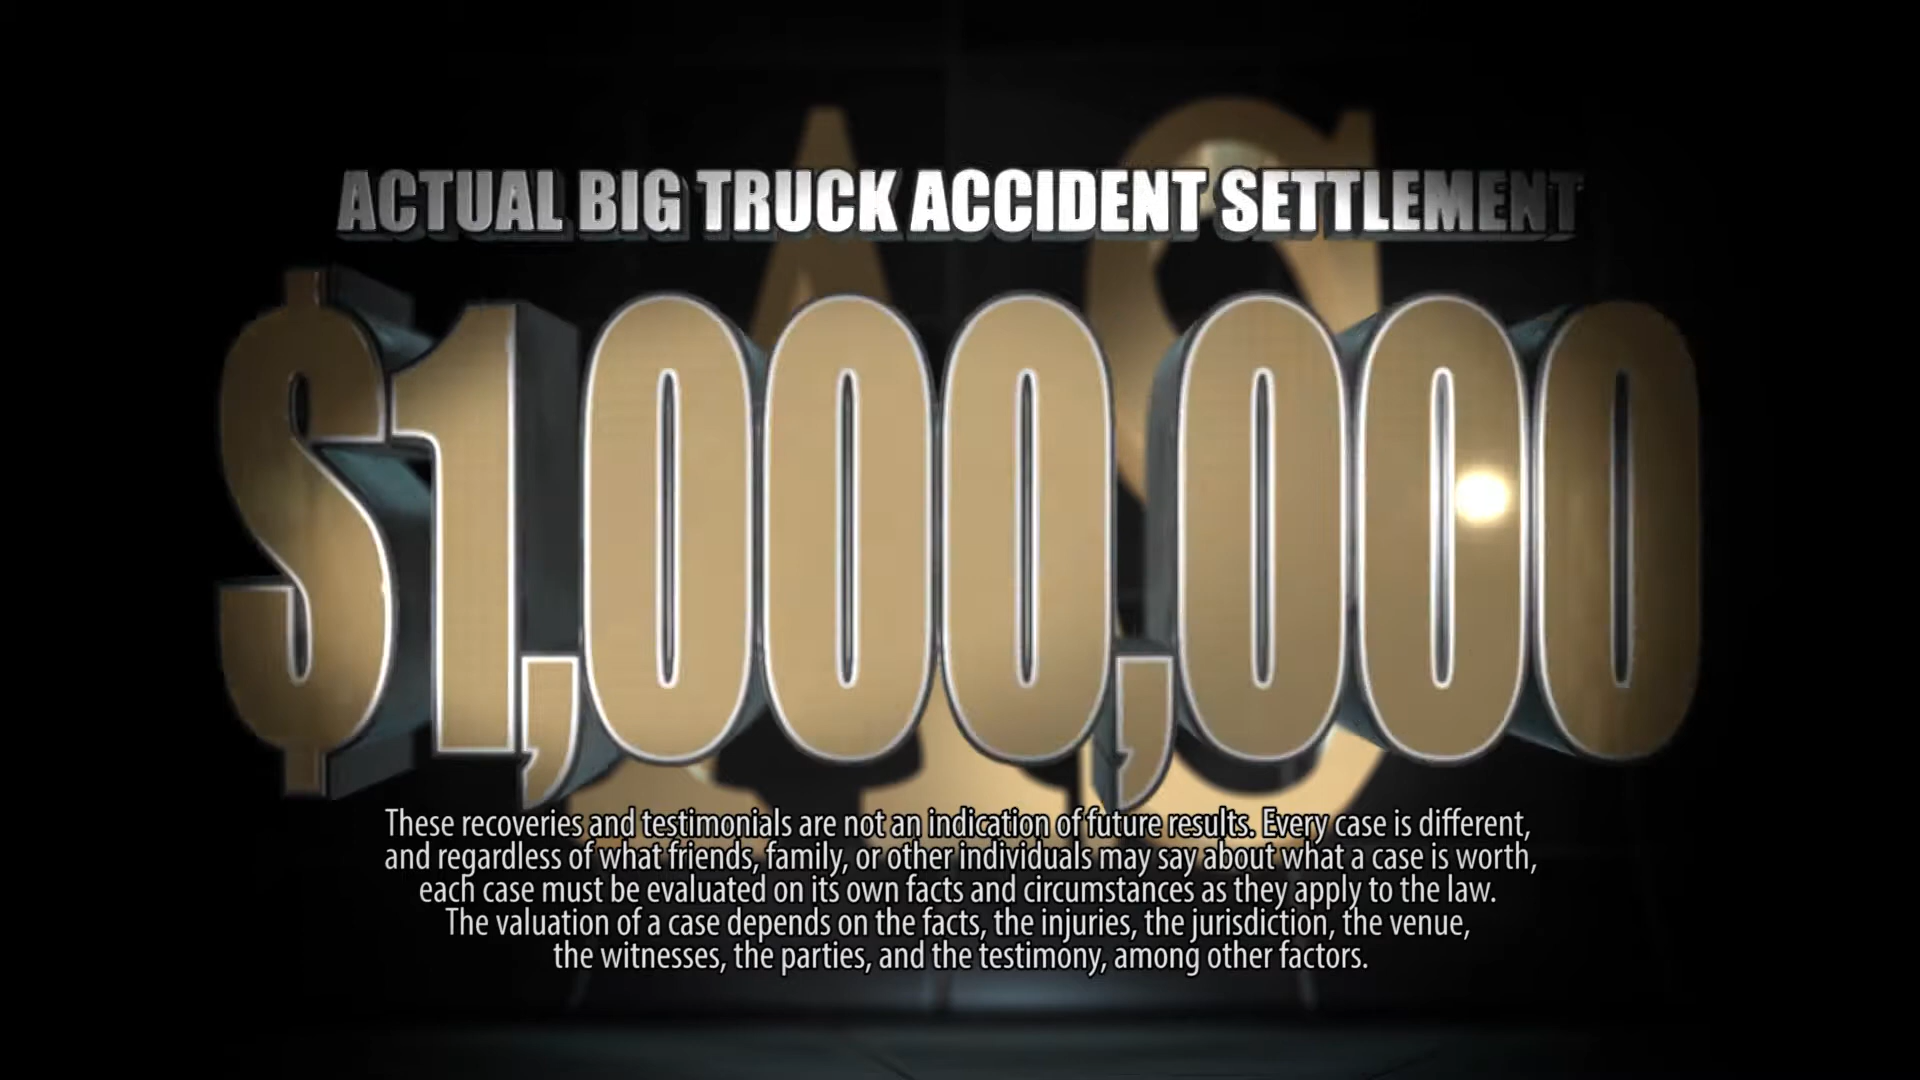 ACTUAL BIG TRUCK ACCIDENT SETTLEMENT
$1,000,000
These recoveries and testimonials are not an indication of future results. Every case is different,
and regardless of what friends, family, or other individuals may say about what a case is worth,
each case must be evaluated on its own facts and circumstances as they apply to the law.
The valuation of a case depends on the facts, the injuries, the jurisdiction, the venue,
the witnesses, the parties, and the testimony, among other factors.